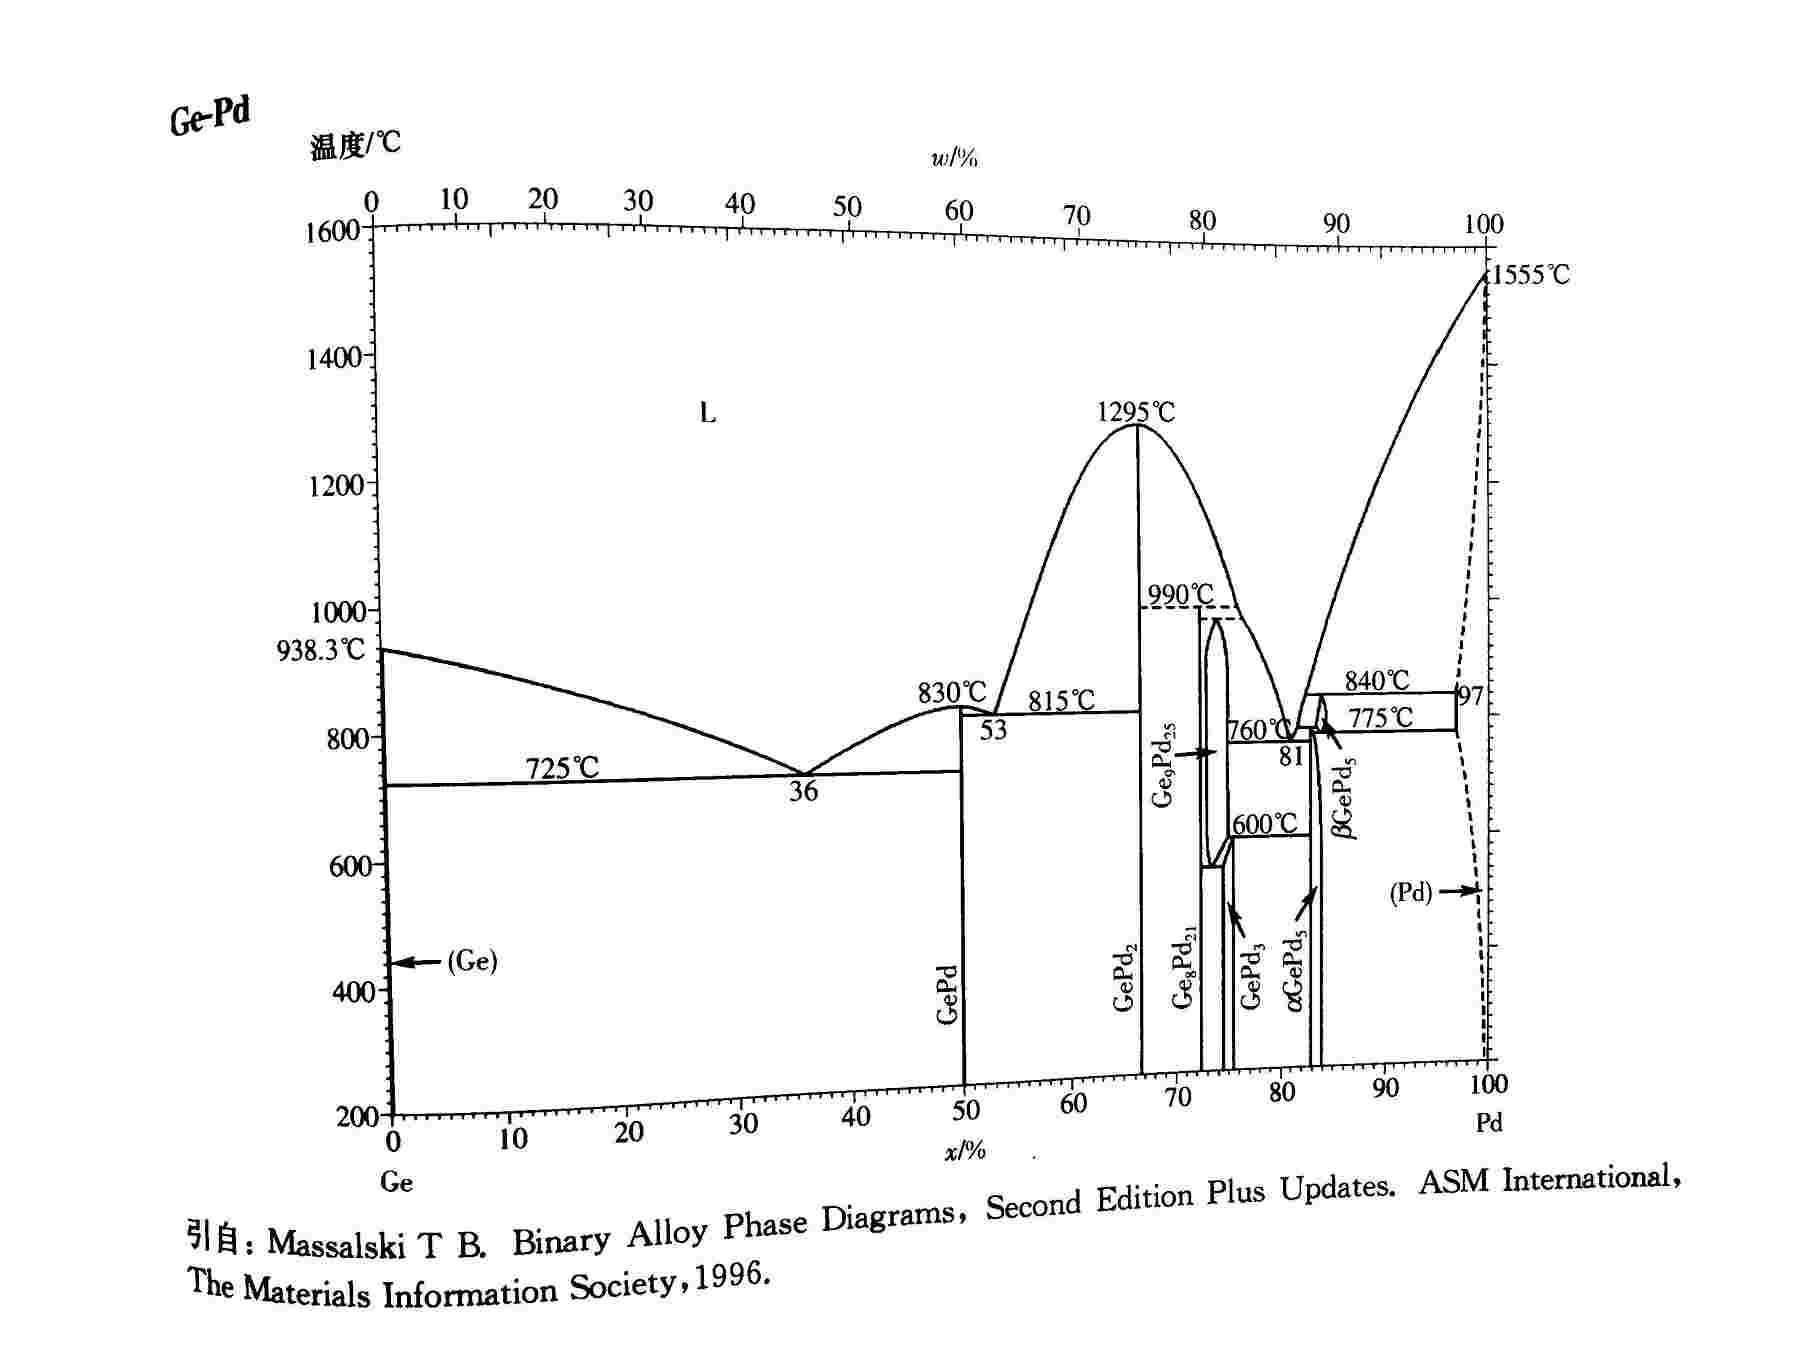 Ge-Pd
温度/℃
w/%
0 10 20 30 40 50 60 70 80 90 100
1600
1555℃
1400
L
1295℃
1200
990℃
1000
938.3℃
830℃
815℃
840℃
97
53
760℃
775℃
800
81
725℃
36
Ge₉Pd₂₅
βGePd₅
600℃
600
(Pd)
(Ge)
400
GePd
GePd₂
Ge₈Pd₂₁
GePd₃
αGePd₅
200
0 10 20 30 40 50 60 70 80 90 100
x/%
Ge
Pd
引自: Massalski T B. Binary Alloy Phase Diagrams, Second Edition Plus Updates. ASM International,
The Materials Information Society,1996.